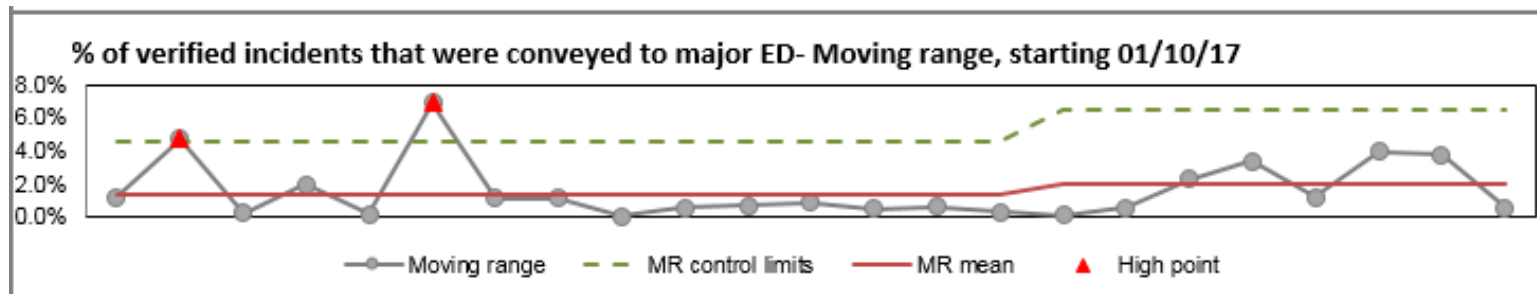 % of verified incidents that were conveyed to major ED- Moving range, starting 01/10/17
8.0%
6.0%
4.0%
2.0%
0.0%
Moving range MR control limits MR mean High point